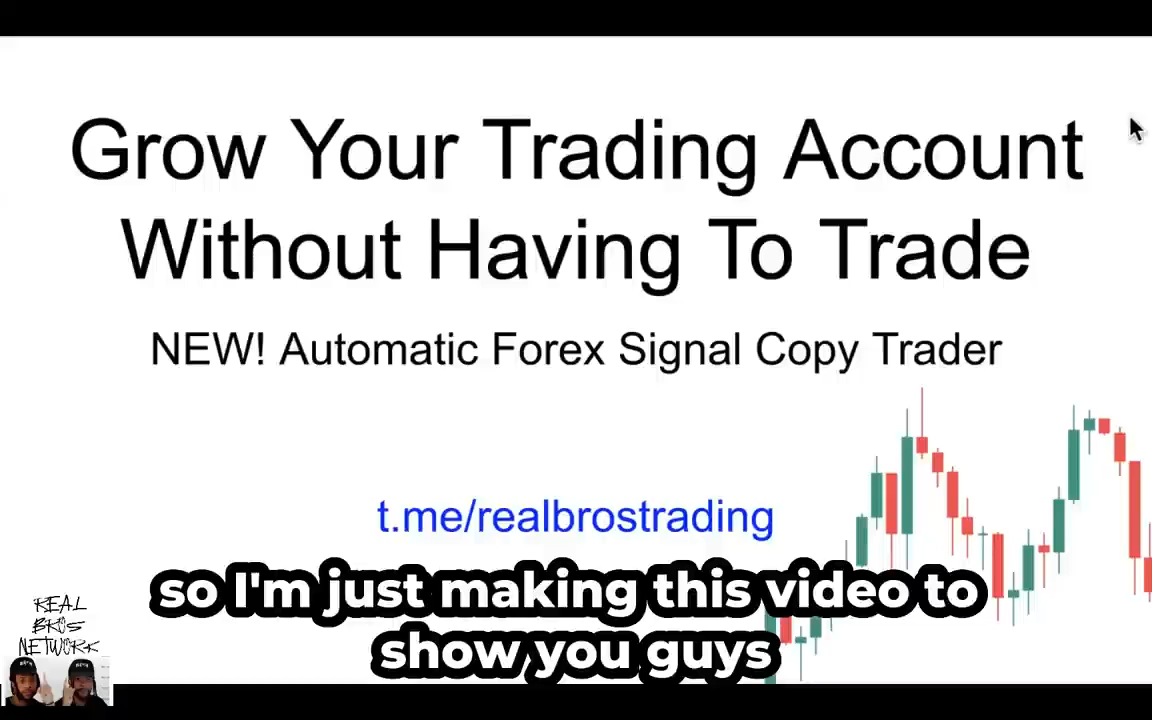 Grow Your Trading Account
Without Having To Trade
NEW! Automatic Forex Signal Copy Trader
t.me/realbrostrading
so I'm just making this video to
show you guys
REAL
BROS
NETWORK